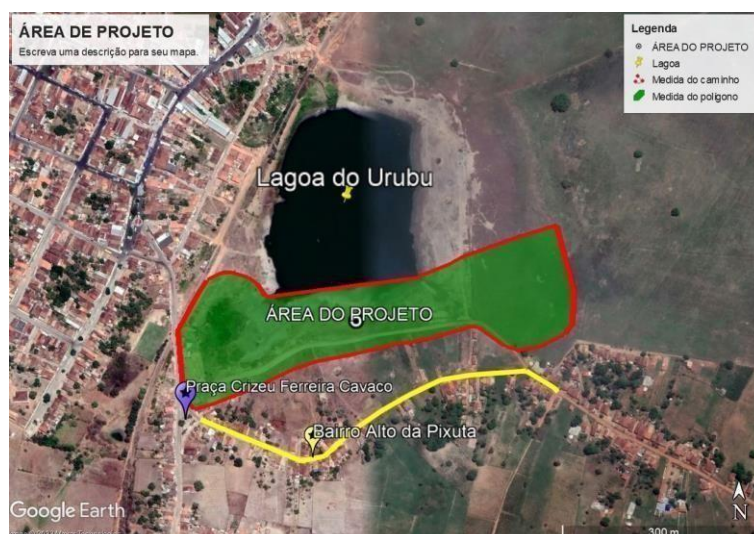 ÁREA DE PROJETO
Escreva uma descrição para seu mapa.
Legenda
ÁREA DO PROJETO
Lagoa
Medida do caminho
Medida do polígono
Lagoa do Urubu
ÁREA DO PROJETO
5
Praça Crizeu Ferreira Cavaco
Bairro Alto da Pixuta
Google Earth
N
300 m